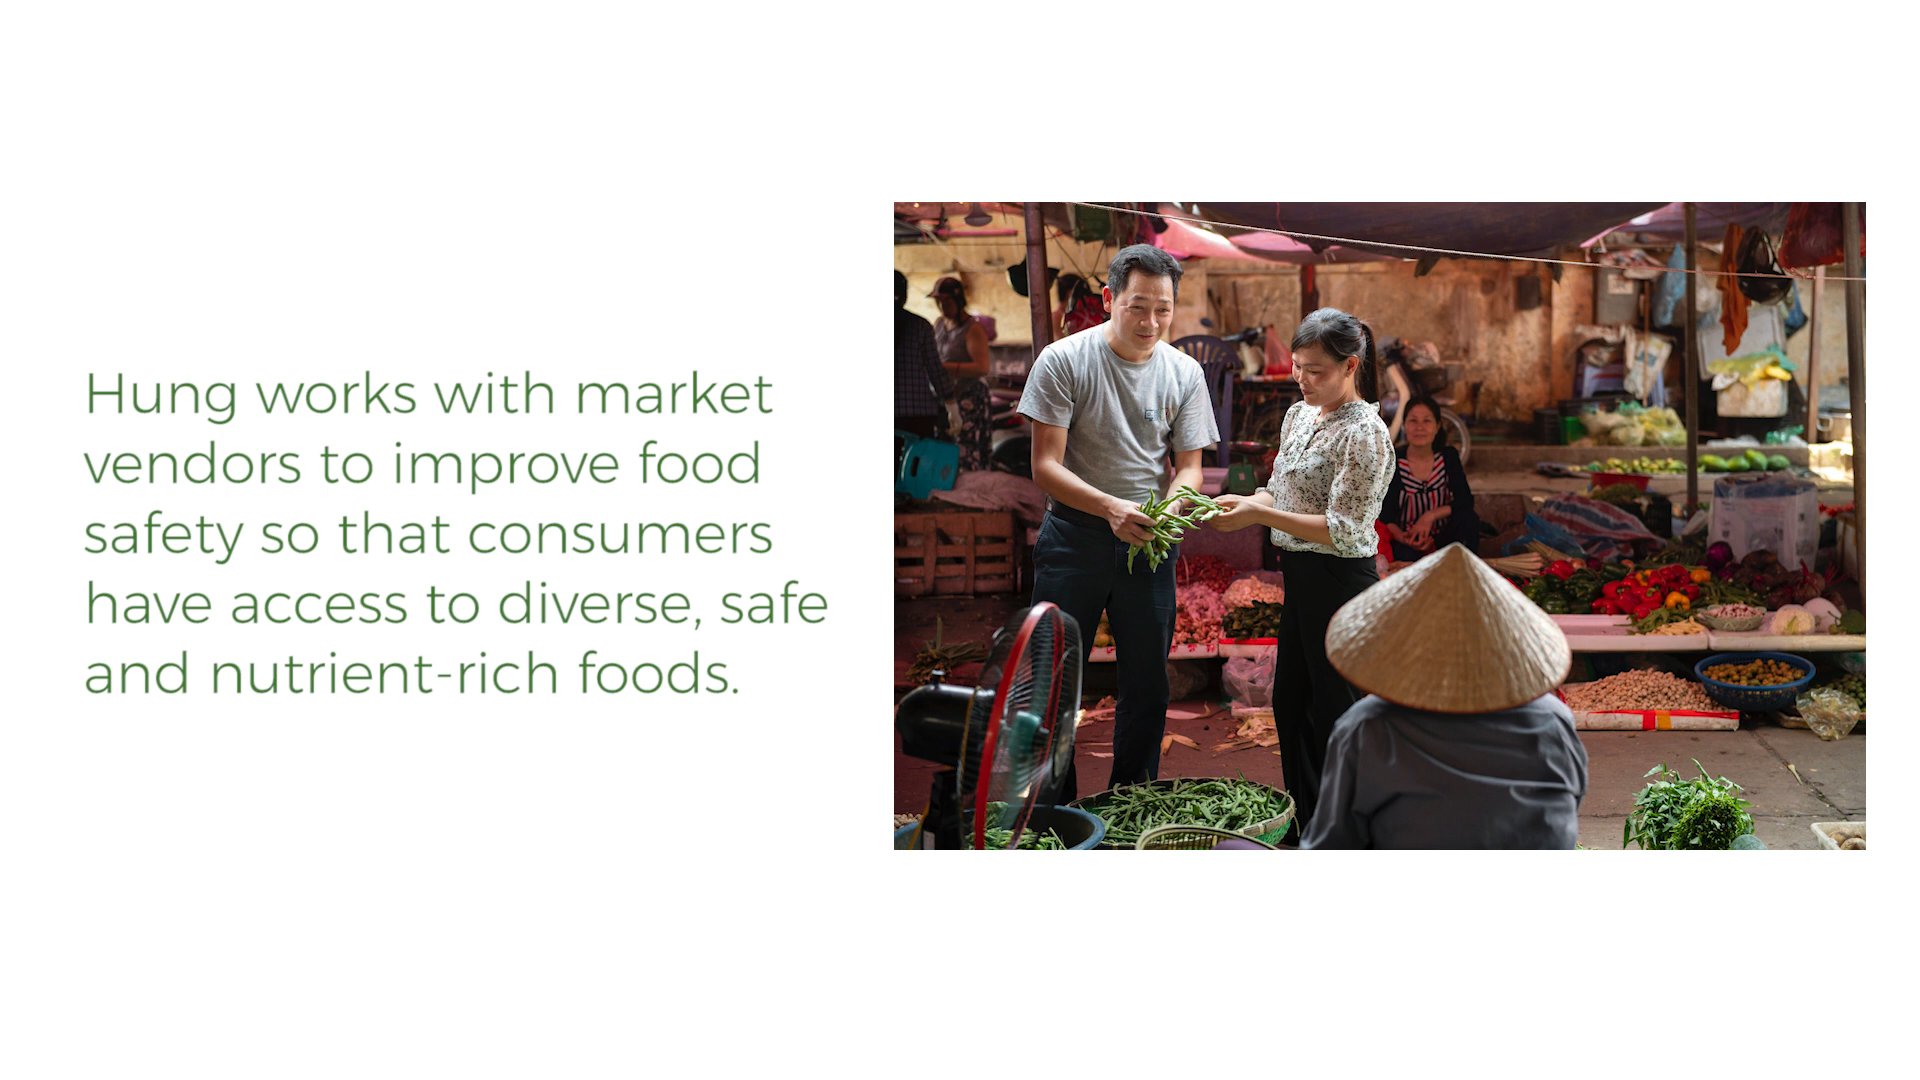 Hung works with market
vendors to improve food
safety so that consumers
have access to diverse, safe
and nutrient-rich foods.